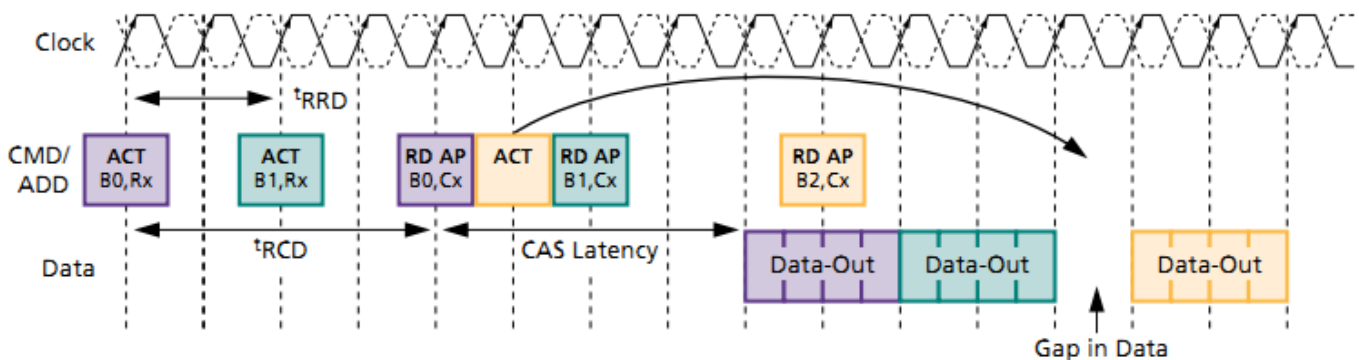 Clock
tRRD
CMD/
ADD
ACT
B0,Rx
ACT
B1,Rx
RD AP
B0,Cx
ACT
RD AP
B1,Cx
RD AP
B2,Cx
tRCD
CAS Latency
Data
Data-Out
Data-Out
Data-Out
Gap in Data